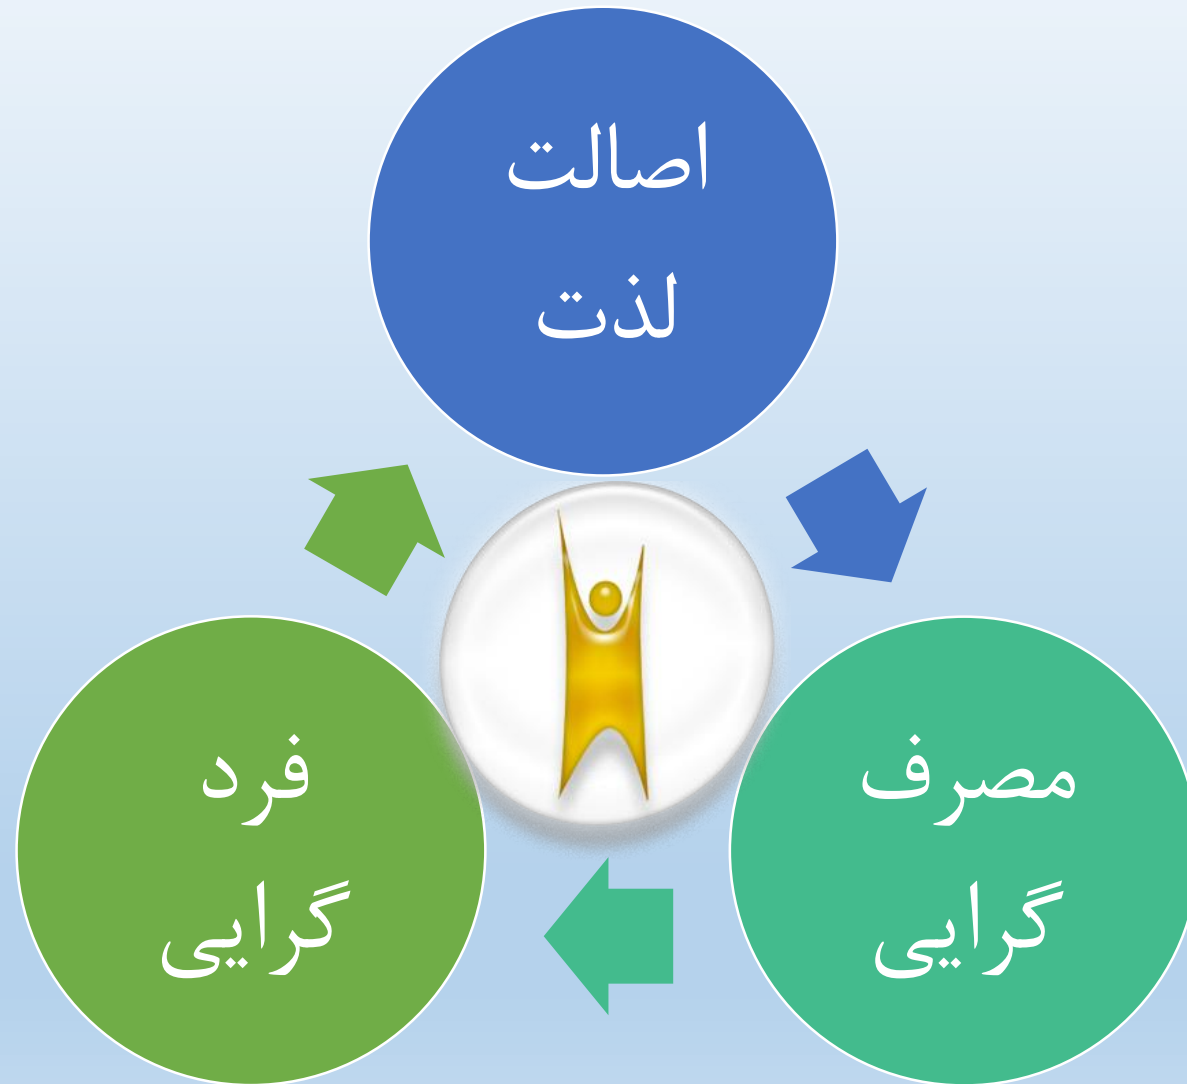 اصالت
لذت
مصرف
گرایی
فرد
گرایی